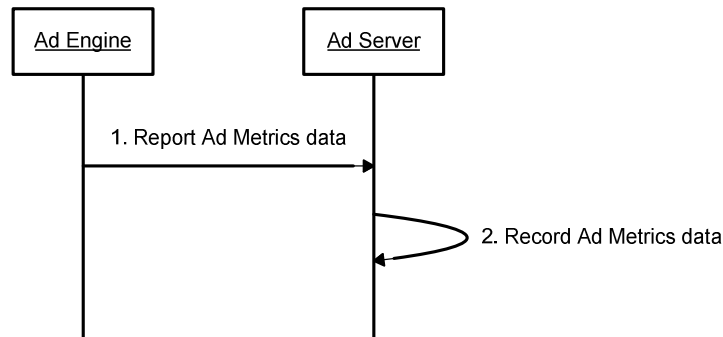 Ad Engine
Ad Server
1. Report Ad Metrics data
2. Record Ad Metrics data